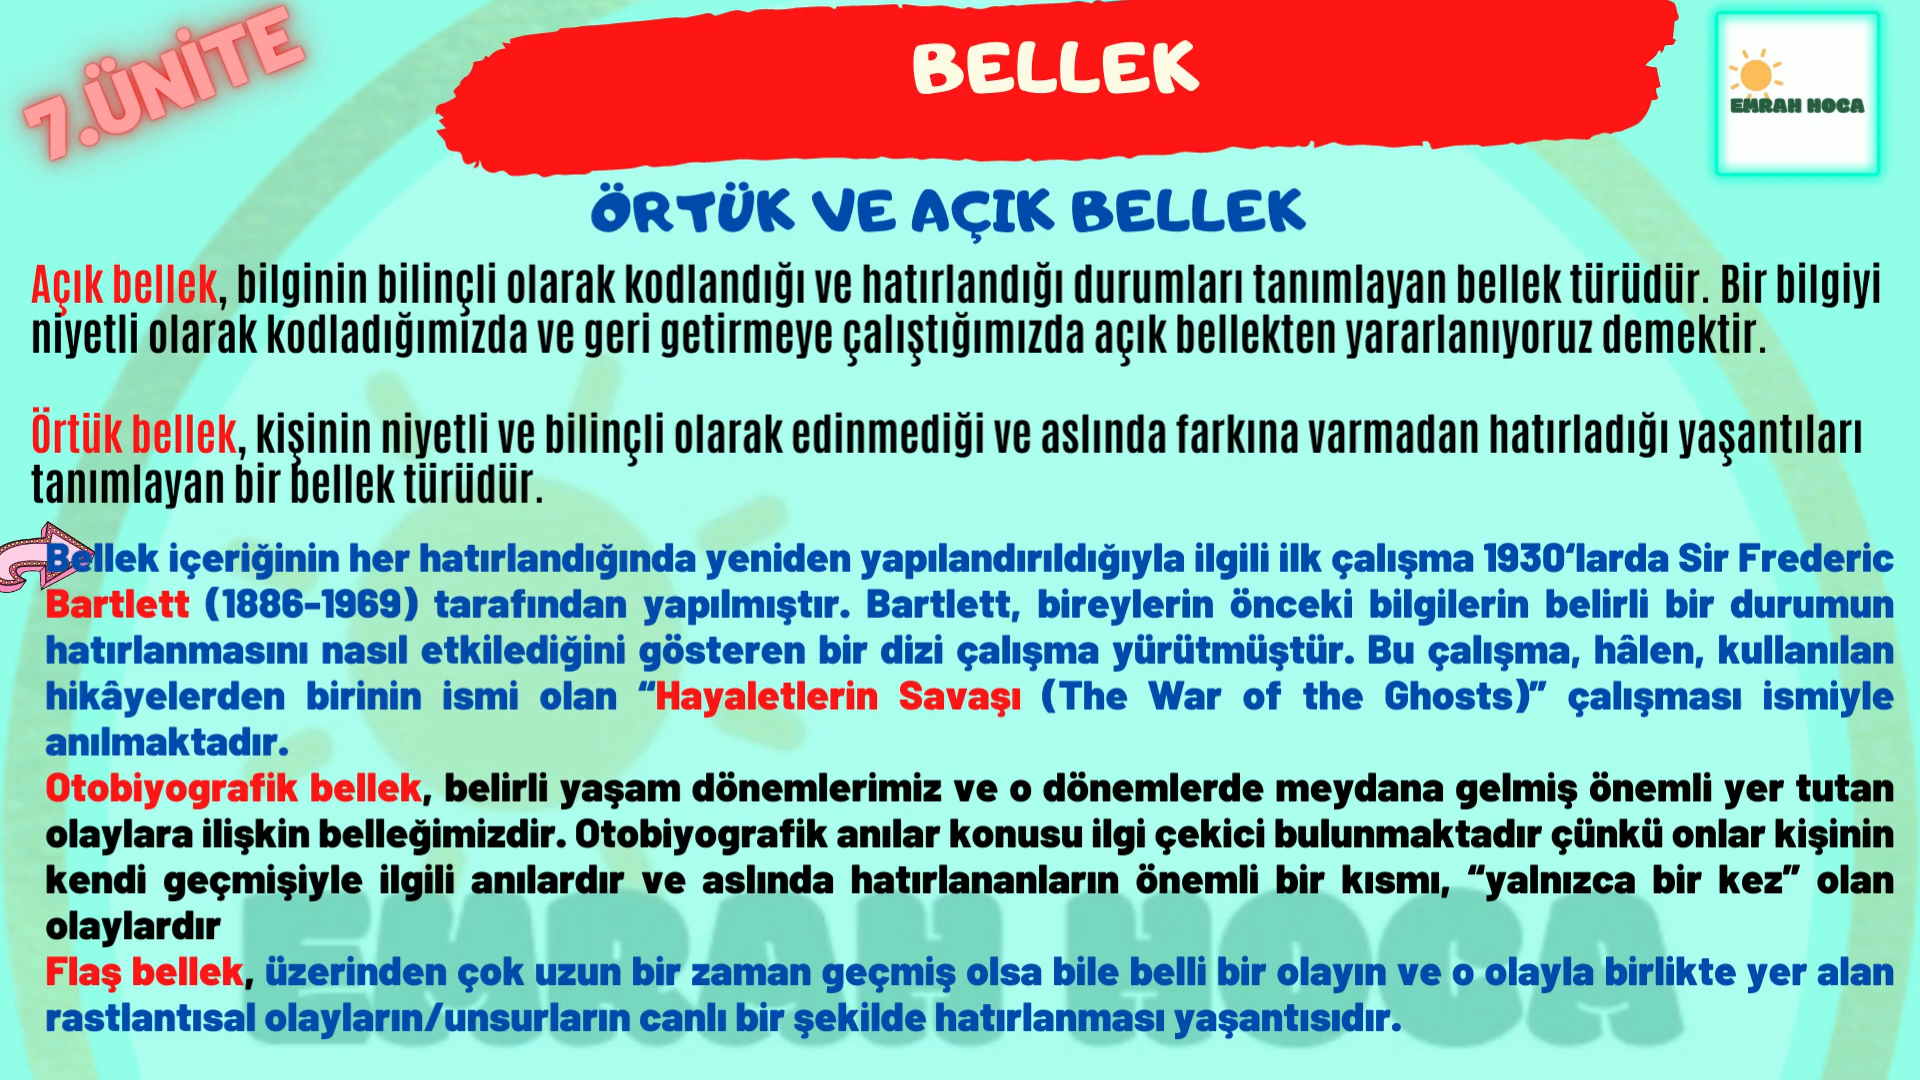 7.ÜNİTE
BELLEK
EMRAH HOCA
ÖRTÜK VE AÇIK BELLEK
Açık bellek, bilginin bilinçli olarak kodlandığı ve hatırlandığı durumları tanımlayan bellek türüdür. Bir bilgiyi
niyetli olarak kodladığımızda ve geri getirmeye çalıştığımızda açık bellekten yararlanıyoruz demektir.
Örtük bellek, kişinin niyetli ve bilinçli olarak edinmediği ve aslında farkına varmadan hatırladığı yaşantıları
tanımlayan bir bellek türüdür.
Bellek içeriğinin her hatırlandığında yeniden yapılandırıldığıyla ilgili ilk çalışma 1930‘larda Sir Frederic
Bartlett (1886-1969) tarafından yapılmıştır. Bartlett, bireylerin önceki bilgilerin belirli bir durumun
hatırlanmasını nasıl etkilediğini gösteren bir dizi çalışma yürütmüştür. Bu çalışma, hâlen, kullanılan
hikâyelerden birinin ismi olan “Hayaletlerin Savaşı (The War of the Ghosts)” çalışması ismiyle
anılmaktadır.
Otobiyografik bellek, belirli yaşam dönemlerimiz ve o dönemlerde meydana gelmiş önemli yer tutan
olaylara ilişkin belleğimizdir. Otobiyografik anılar konusu ilgi çekici bulunmaktadır çünkü onlar kişinin
kendi geçmişiyle ilgili anılardır ve aslında hatırlananların önemli bir kısmı, “yalnızca bir kez” olan
olaylardır
Flaş bellek, üzerinden çok uzun bir zaman geçmiş olsa bile belli bir olayın ve o olayla birlikte yer alan
rastlantısal olayların/unsurların canlı bir şekilde hatırlanması yaşantısıdır.
EMRAH HOCA